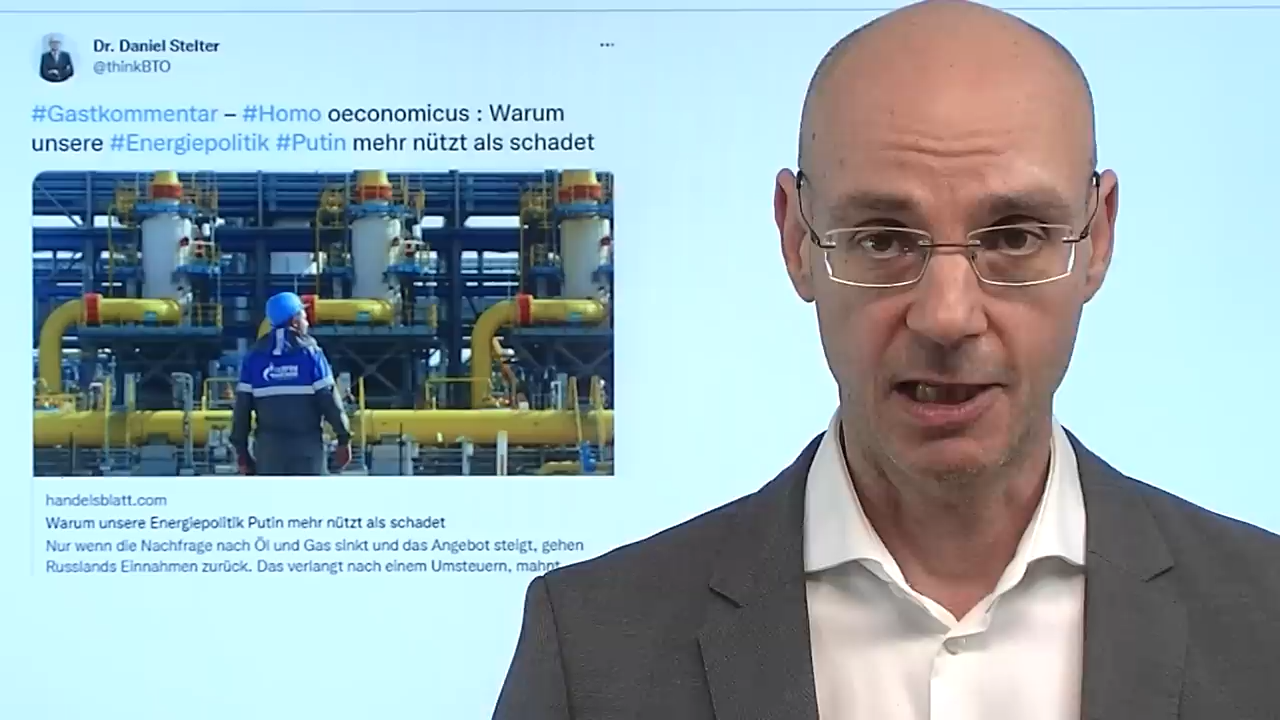 Dr. Daniel Stelter
@thinkBTO
#Gastkommentar – #Homo oeconomicus : Warum
unsere #Energiepolitik #Putin mehr nützt als schadet
handelsblatt.com
Warum unsere Energiepolitik Putin mehr nützt als schadet
Nur wenn die Nachfrage nach Öl und Gas sinkt und das Angebot steigt, gehen
Russlands Einnahmen zurück. Das verlangt nach einem Umsteuern, mahnt